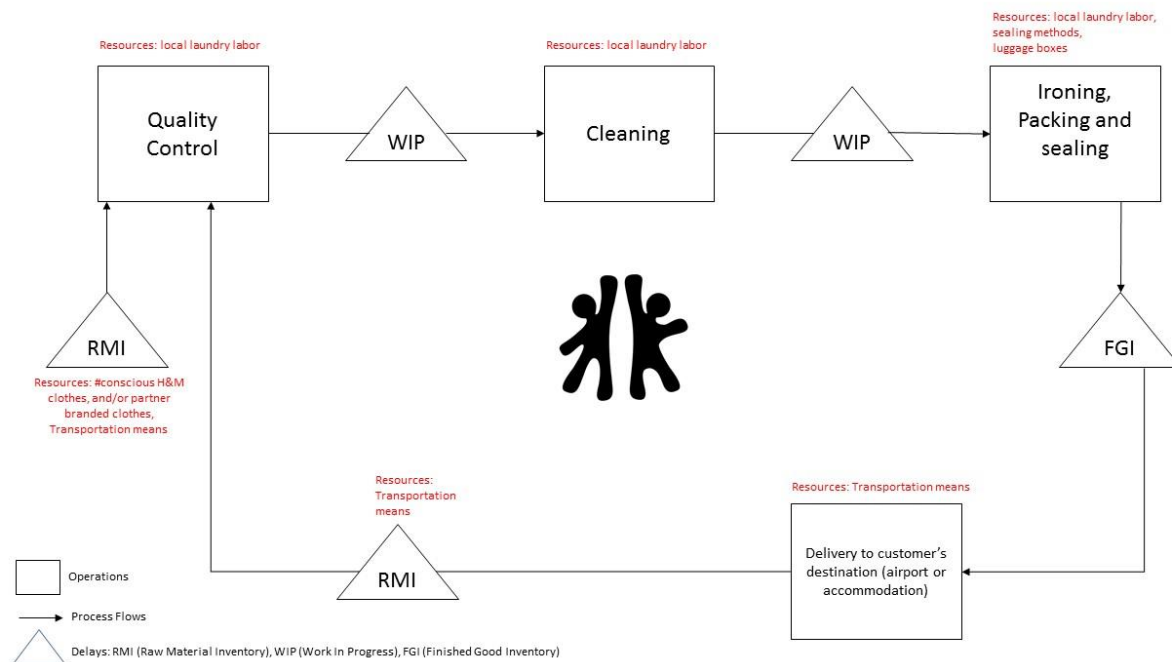 Resources: local laundry labor
Quality
Control
WIP
Resources: local laundry labor
Cleaning
WIP
Resources: local laundry labor,
sealing methods,
luggage boxes
Ironing,
Packing and
sealing
RMI
Resources: #conscious H&M
clothes, and/or partner
branded clothes,
Transportation means
FGI
Resources:
Transportation
means
RMI
Resources: Transportation means
Delivery to customer's
destination (airport or
accommodation)
Operations
Process Flows
Delays: RMI (Raw Material Inventory), WIP (Work In Progress), FGI (Finished Good Inventory)